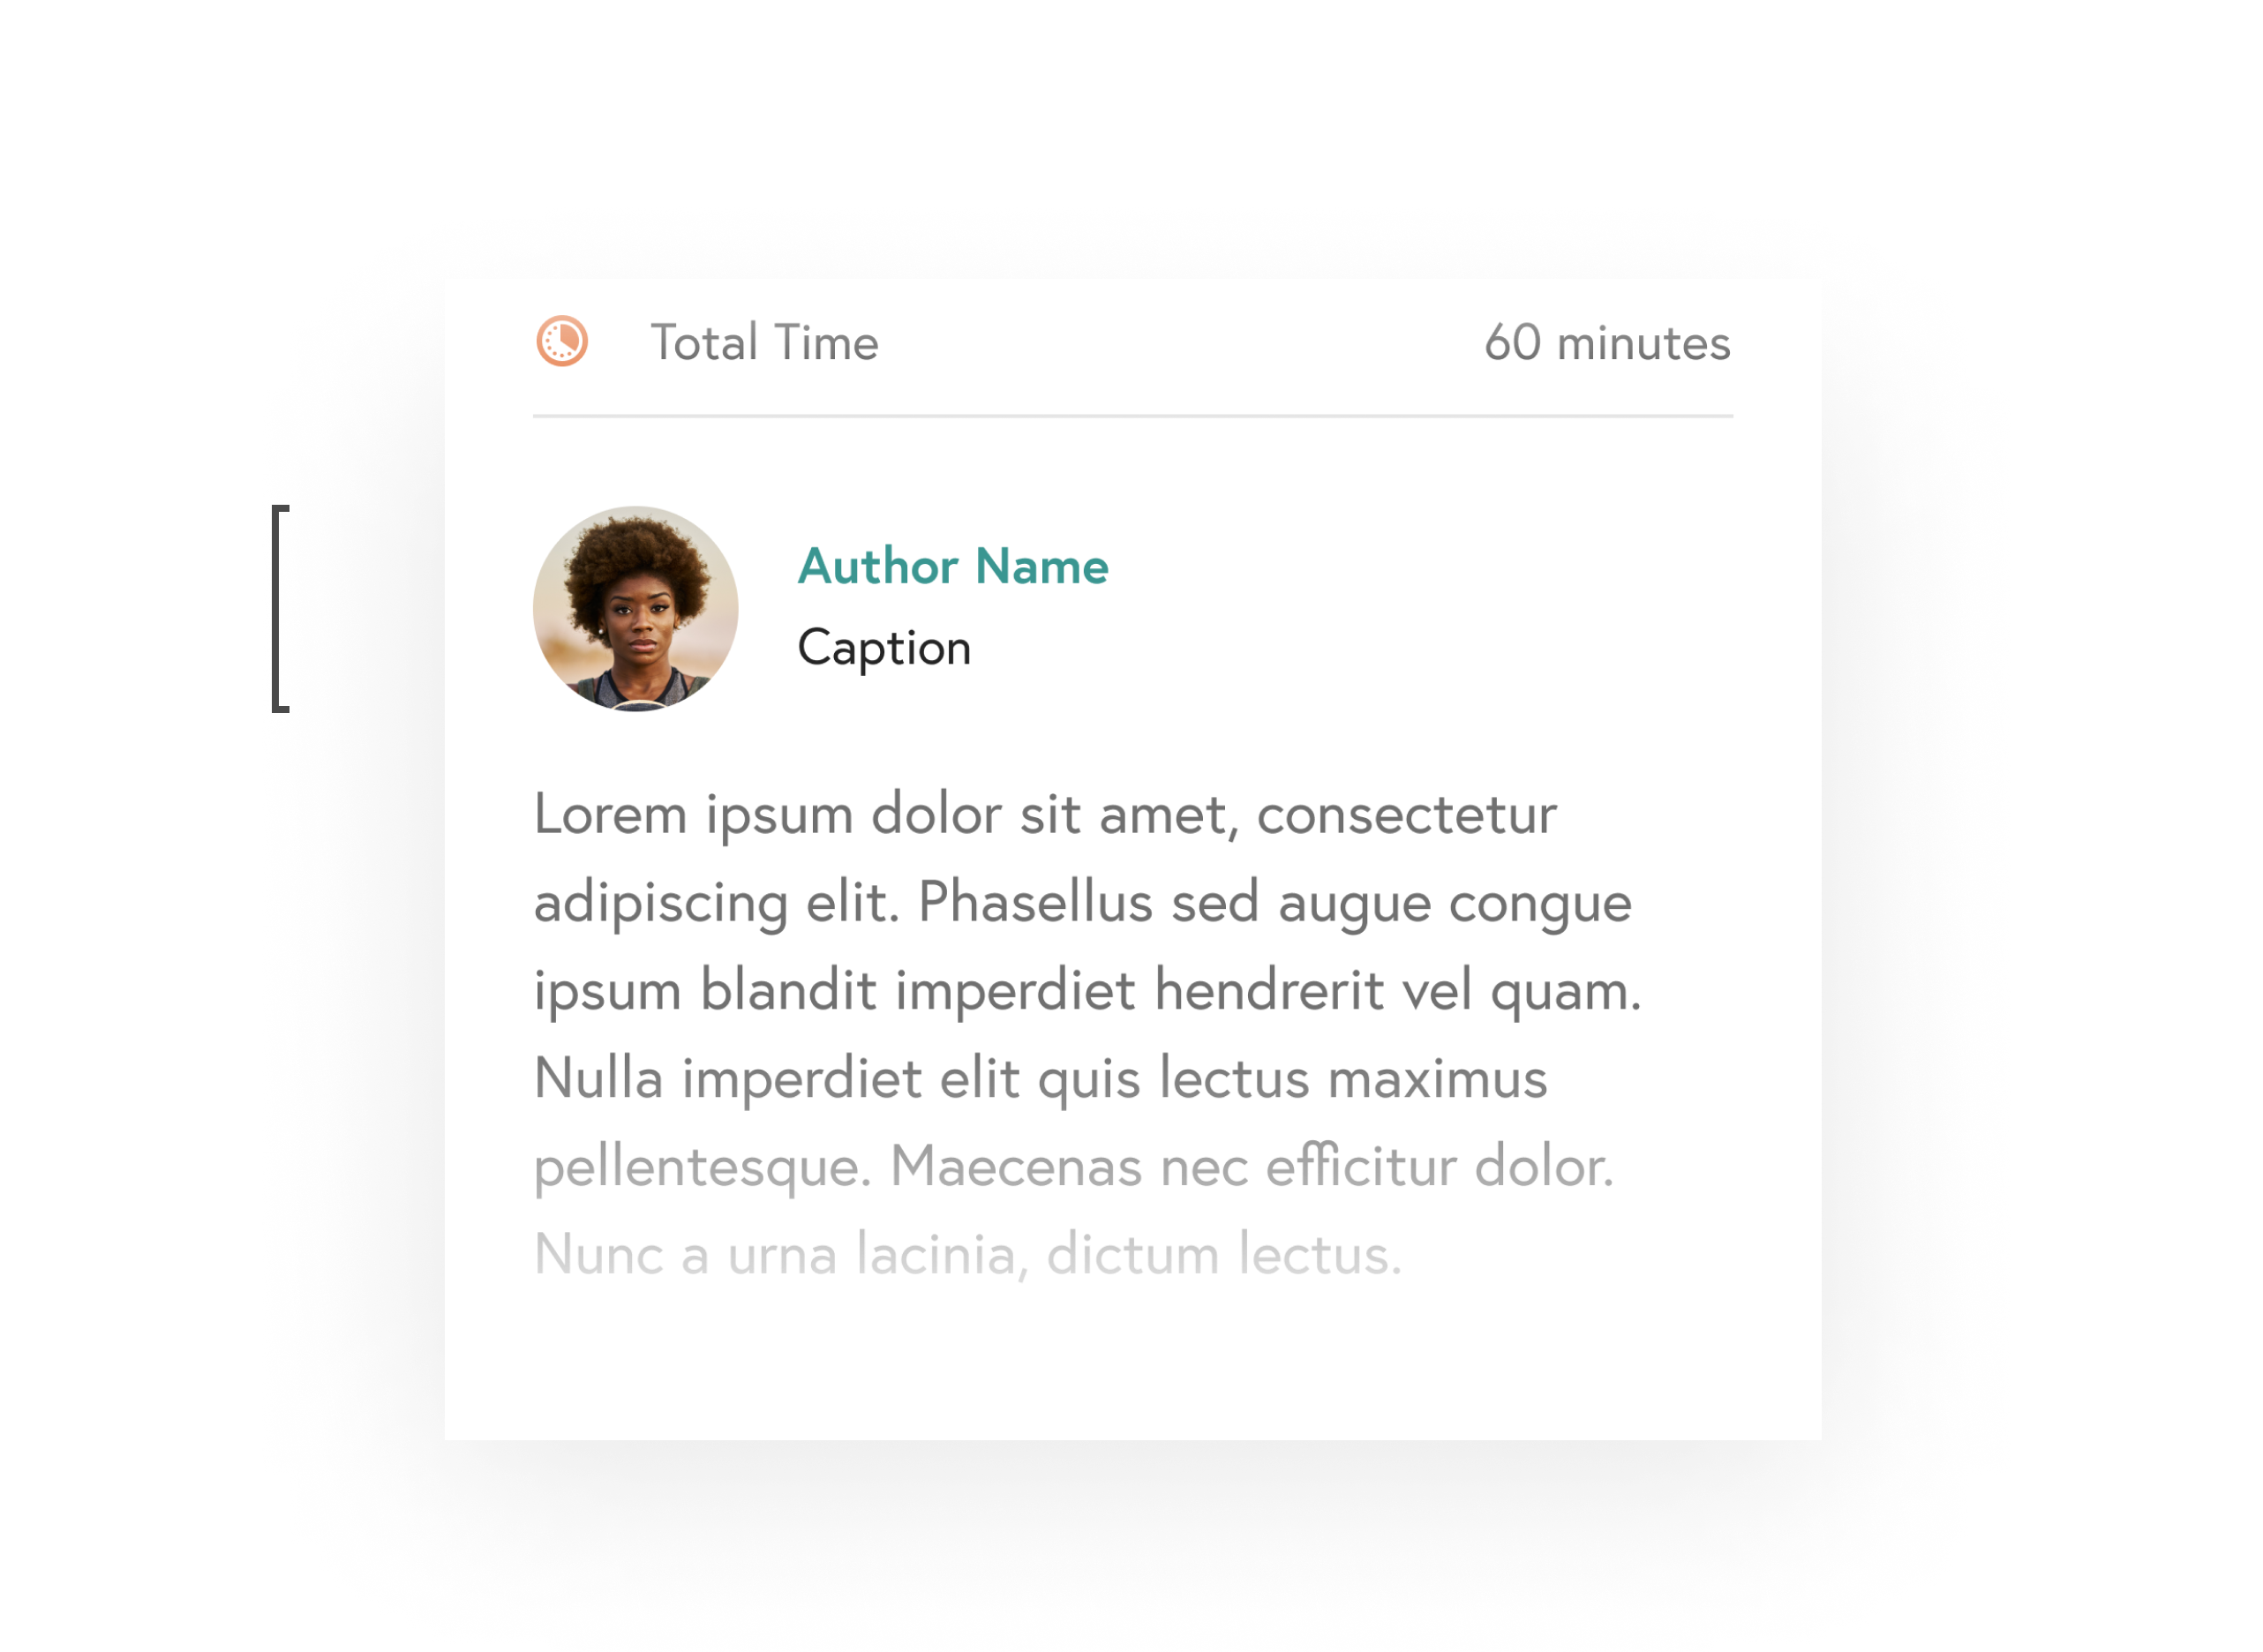 Total Time
60 minutes
Author Name
Caption
Lorem ipsum dolor sit amet, consectetur
adipiscing elit. Phasellus sed augue congue
ipsum blandit imperdiet hendrerit vel quam.
Nulla imperdiet elit quis lectus maximus
pellentesque. Maecenas nec efficitur dolor.
Nunc a urna lacinia, dictum lectus.